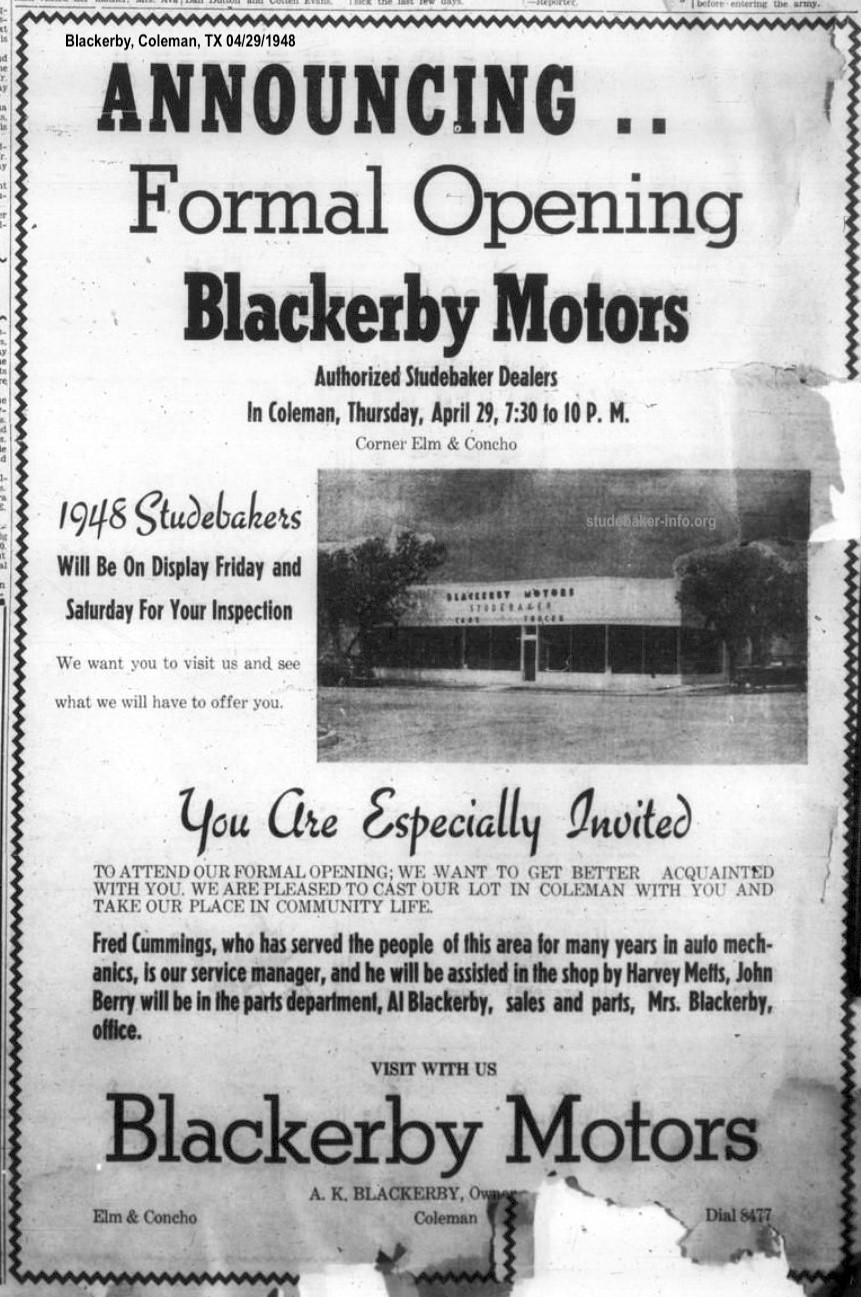 Blackerby, Coleman, TX 04/29/1948
ANNOUNCING ..
Formal Opening
Blackerby Motors
Authorized Studebaker Dealers
In Coleman, Thursday, April 29, 7:30 to 10 P. M.
Corner Elm & Concho
1948 Studebakers
Will Be On Display Friday and
Saturday For Your Inspection
We want you to visit us and see
what we will have to offer you.
studebaker-info.org
BLACKERBY MOTORS
STUDEBAKER
CARS TRUCKS
You Are Especially Invited
TO ATTEND OUR FORMAL OPENING; WE WANT TO GET BETTER ACQUAINTED
WITH YOU. WE ARE PLEASED TO CAST OUR LOT IN COLEMAN WITH YOU AND
TAKE OUR PLACE IN COMMUNITY LIFE.
Fred Cummings, who has served the people of this area for many years in auto mech-
anics, is our service manager, and he will be assisted in the shop by Harvey Metts, John
Berry will be in the parts department, Al Blackerby, sales and parts, Mrs. Blackerby,
office.
VISIT WITH US
Blackerby Motors
A. K. BLACKERBY, Owner
Elm & Concho Coleman Dial 8477